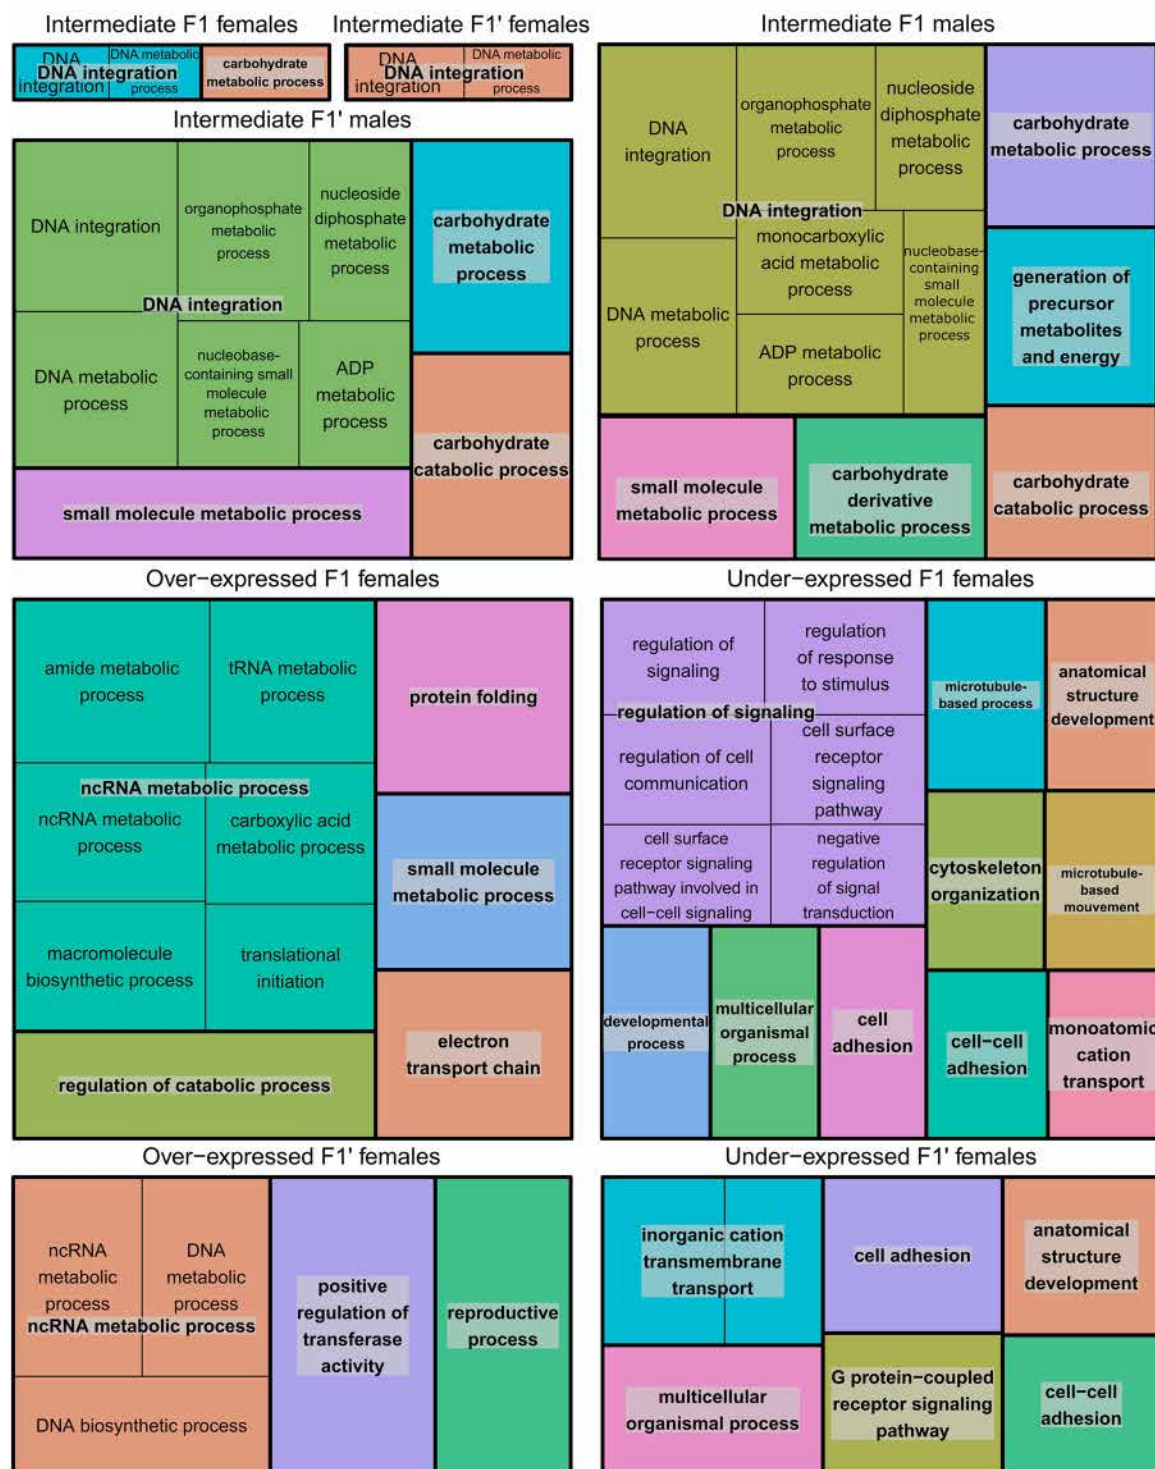 Intermediate F1 females
DNA
integration
DNA metabolic
process
DNA integration
carbohydrate
metabolic process
Intermediate F1' females
DNA
integration
DNA metabolic
process
DNA integration
Intermediate F1 males
DNA
integration
organophosphate
metabolic
process
nucleoside
diphosphate
metabolic
process
DNA integration
monocarboxylic
acid metabolic
process
nucleobase-
containing
small
molecule
metabolic
process
DNA metabolic
process
ADP metabolic
process
carbohydrate
metabolic process
generation of
precursor
metabolites
and energy
small molecule
metabolic process
carbohydrate
derivative
metabolic process
carbohydrate
catabolic process
Intermediate F1' males
DNA integration
organophosphate
metabolic
process
nucleoside
diphosphate
metabolic
process
DNA integration
DNA metabolic
process
nucleobase-
containing small
molecule
metabolic
process
ADP
metabolic
process
carbohydrate
metabolic
process
carbohydrate
catabolic process
small molecule metabolic process
Over−expressed F1 females
amide metabolic
process
tRNA metabolic
process
ncRNA metabolic process
ncRNA metabolic
process
carboxylic acid
metabolic process
macromolecule
biosynthetic process
translational
initiation
protein folding
small molecule
metabolic process
electron
transport chain
regulation of catabolic process
Under−expressed F1 females
regulation of
signaling
regulation
of response
to stimulus
regulation of signaling
regulation of cell
communication
cell surface
receptor
signaling
pathway
cell surface
receptor signaling
pathway involved in
cell−cell signaling
negative
regulation
of signal
transduction
microtubule-
based process
anatomical
structure
development
cytoskeleton
organization
microtubule-
based
mouvement
developmental
process
multicellular
organismal
process
cell
adhesion
cell−cell
adhesion
monoatomic
cation
transport
Over−expressed F1' females
ncRNA
metabolic
process
DNA
metabolic
process
ncRNA metabolic process
DNA biosynthetic process
positive
regulation of
transferase
activity
reproductive
process
Under−expressed F1' females
inorganic cation
transmembrane
transport
cell adhesion
anatomical
structure
development
multicellular
organismal process
G protein−coupled
receptor signaling
pathway
cell−cell
adhesion